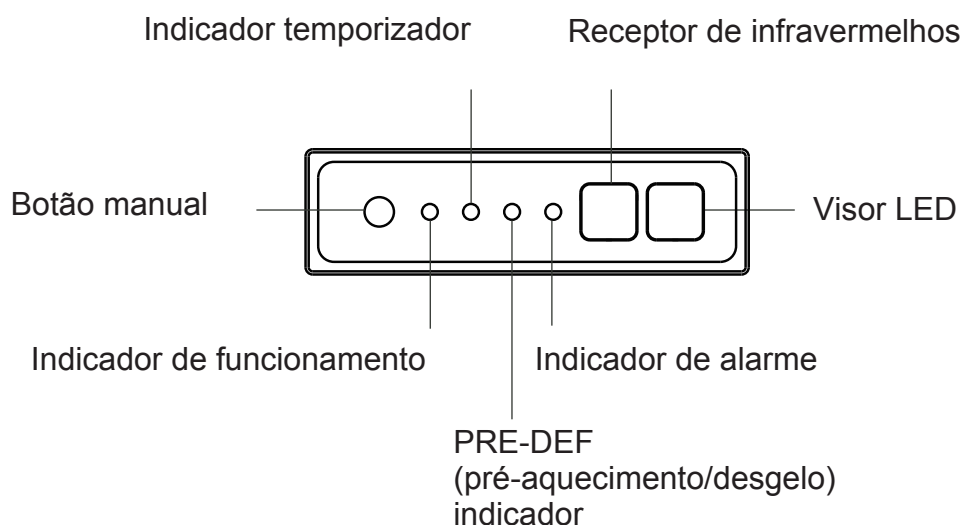 Indicador temporizador
Receptor de infravermelhos
Botão manual
Visor LED
Indicador de funcionamento
Indicador de alarme
PRE-DEF
(pré-aquecimento/desgelo)
indicador